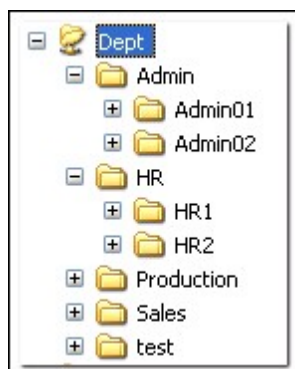 Dept
Admin
Admin01
Admin02
HR
HR1
HR2
Production
Sales
test